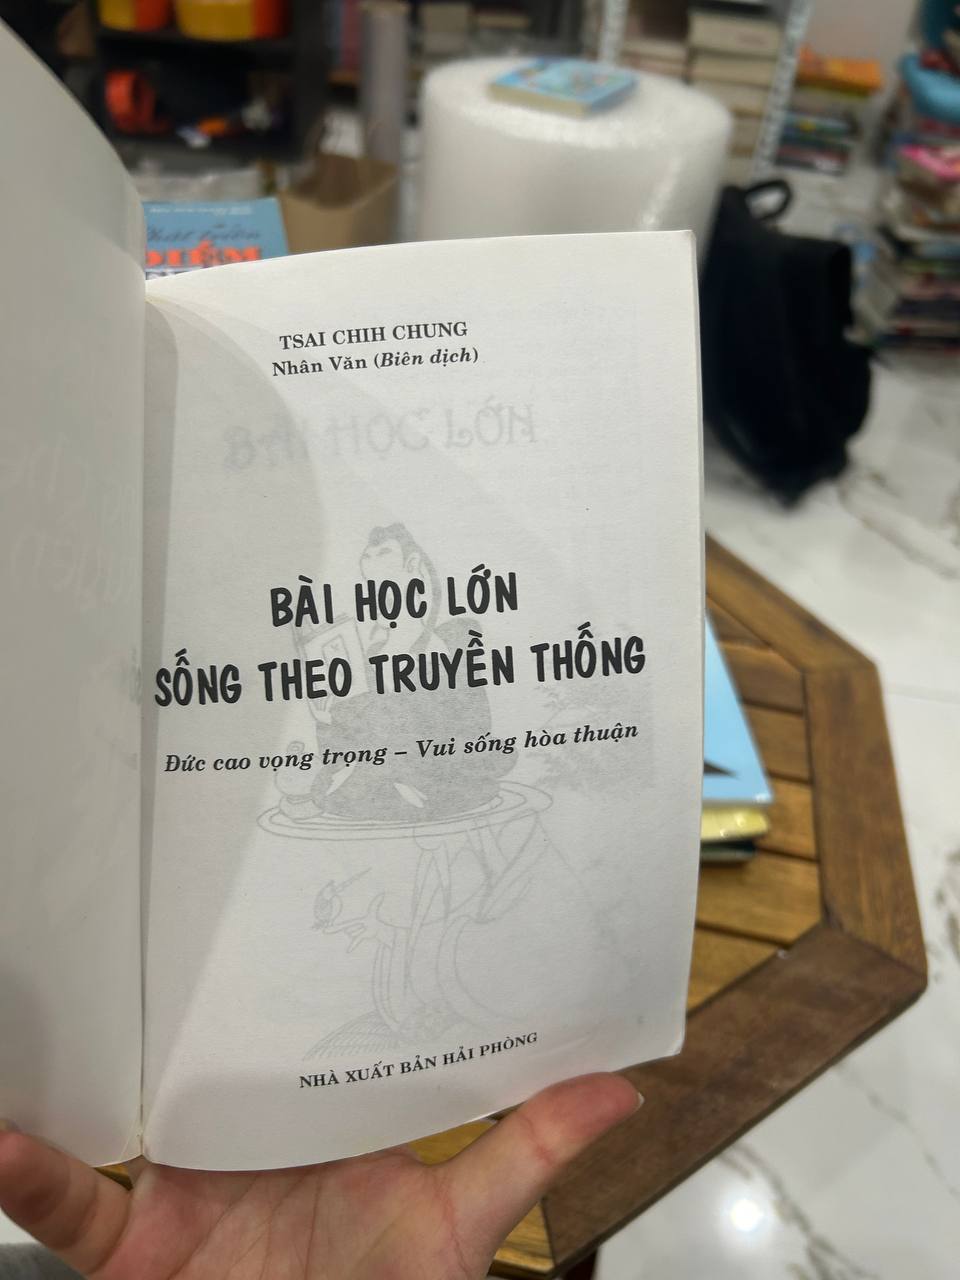 TSAI CHIH CHUNG
Nhân Văn (Biên dịch)
BÀI HỌC LỚN
SỐNG THEO TRUYỀN THỐNG
Đức cao vọng trọng – Vui sống hòa thuận
NHÀ XUẤT BẢN HẢI PHÒNG